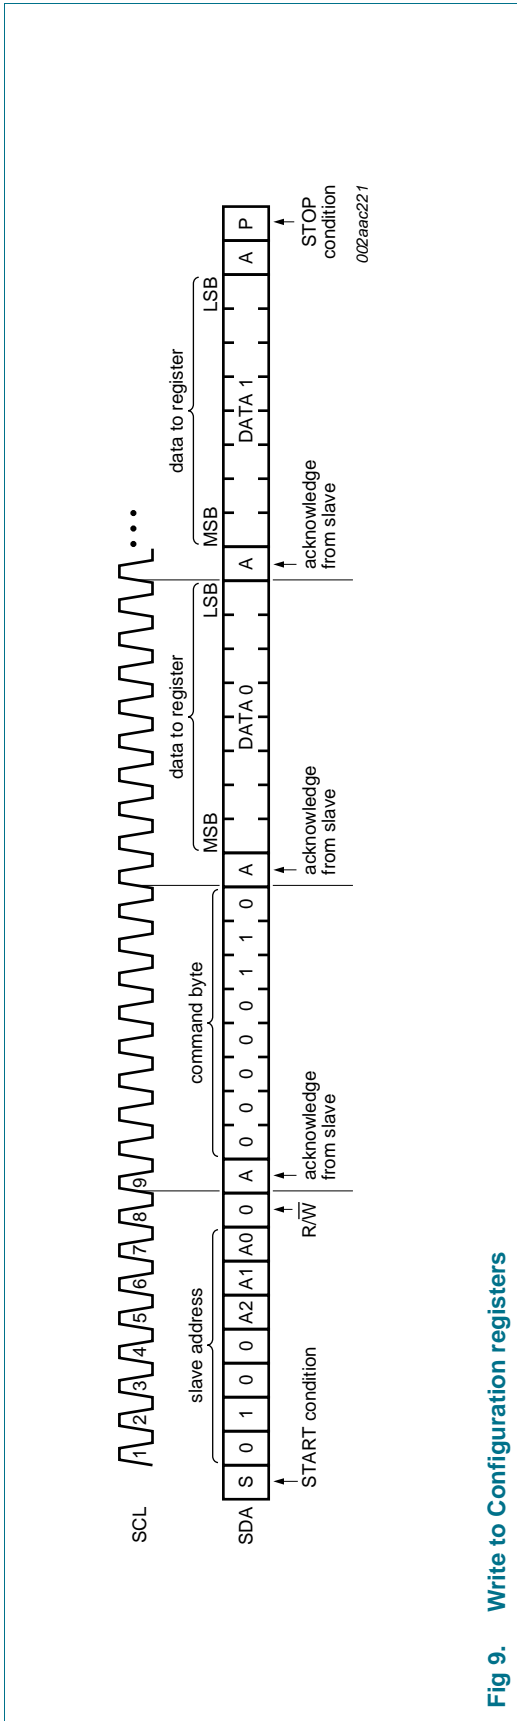 SCL 1 2 3 4 5 6 7 8 9
slave address command byte data to register data to register
MSB LSB MSB LSB
SDA S 0 1 0 0 A2 A1 A0 0 A 0 0 0 0 0 1 1 0 A DATA 0 A DATA 1 A P
START condition
R/W
acknowledge
from slave
acknowledge
from slave
acknowledge
from slave
STOP
condition
002aac221
Fig 9. Write to Configuration registers